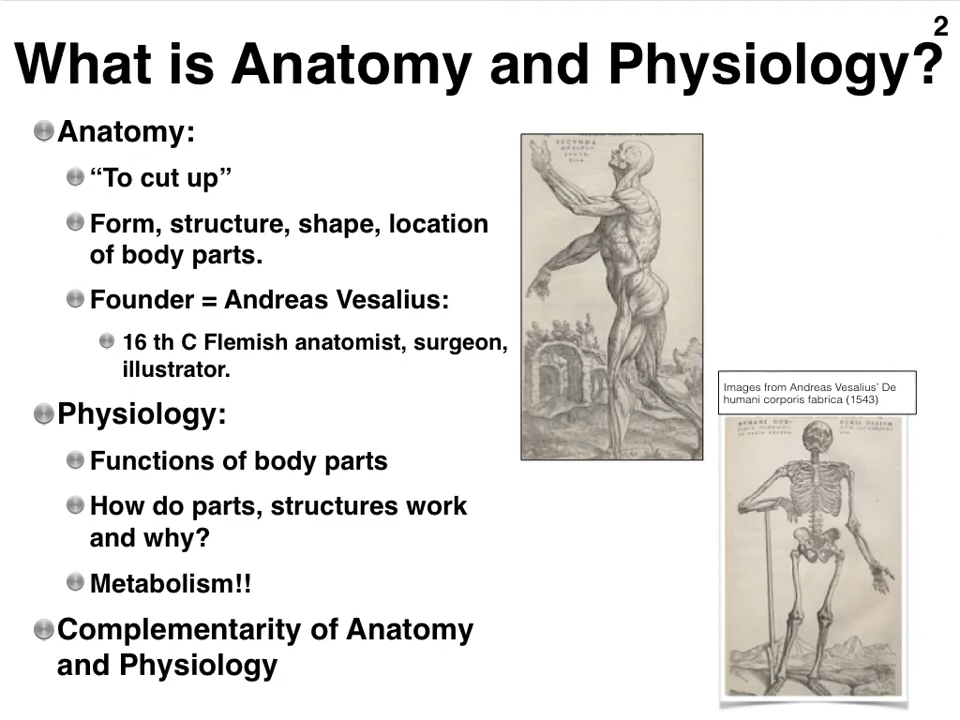 2
What is Anatomy and Physiology?
Anatomy:
“To cut up”
Form, structure, shape, location
of body parts.
Founder = Andreas Vesalius:
16 th C Flemish anatomist, surgeon,
illustrator.
Physiology:
Functions of body parts
How do parts, structures work
and why?
Metabolism!!
Complementarity of Anatomy
and Physiology
SECVNDA
Images from Andreas Vesalius’ De
humani corporis fabrica (1543)